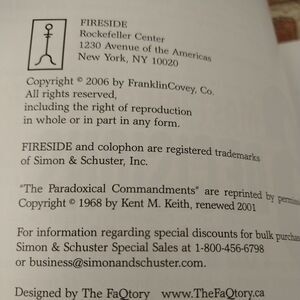 FIRESIDE
Rockefeller Center
1230 Avenue of the Americas
New York, NY 10020
Copyright © 2006 by FranklinCovey, Co.
All rights reserved,
including the right of reproduction
in whole or in part in any form.
FIRESIDE and colophon are registered trademarks
of Simon & Schuster, Inc.
"The Paradoxical Commandments" are reprinted by
Copyright © 1968 by Kent M. Keith, renewed 2001
For information regarding special discounts for bulk
Simon & Schuster Special Sales at 1-800-456-6798
or business@simonandschuster.com
Designed by The FaQtory www.TheFaQtory.ca